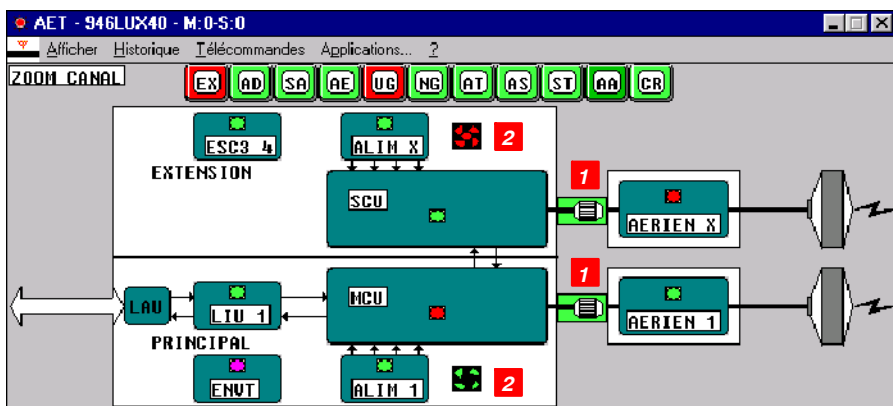 AET - 946LUX40 - M:0-S:0
Afficher Historique Télécommandes Applications... ?
ZOOM CANAL
EX AD SA AE UG NG AT AS ST AA CR
ESC3 4
ALIM X
2
EXTENSION
1
SCU
AERIEN X
1
LAU
LIU 1
MCU
AERIEN 1
PRINCIPAL
ENVT
ALIM 1
2